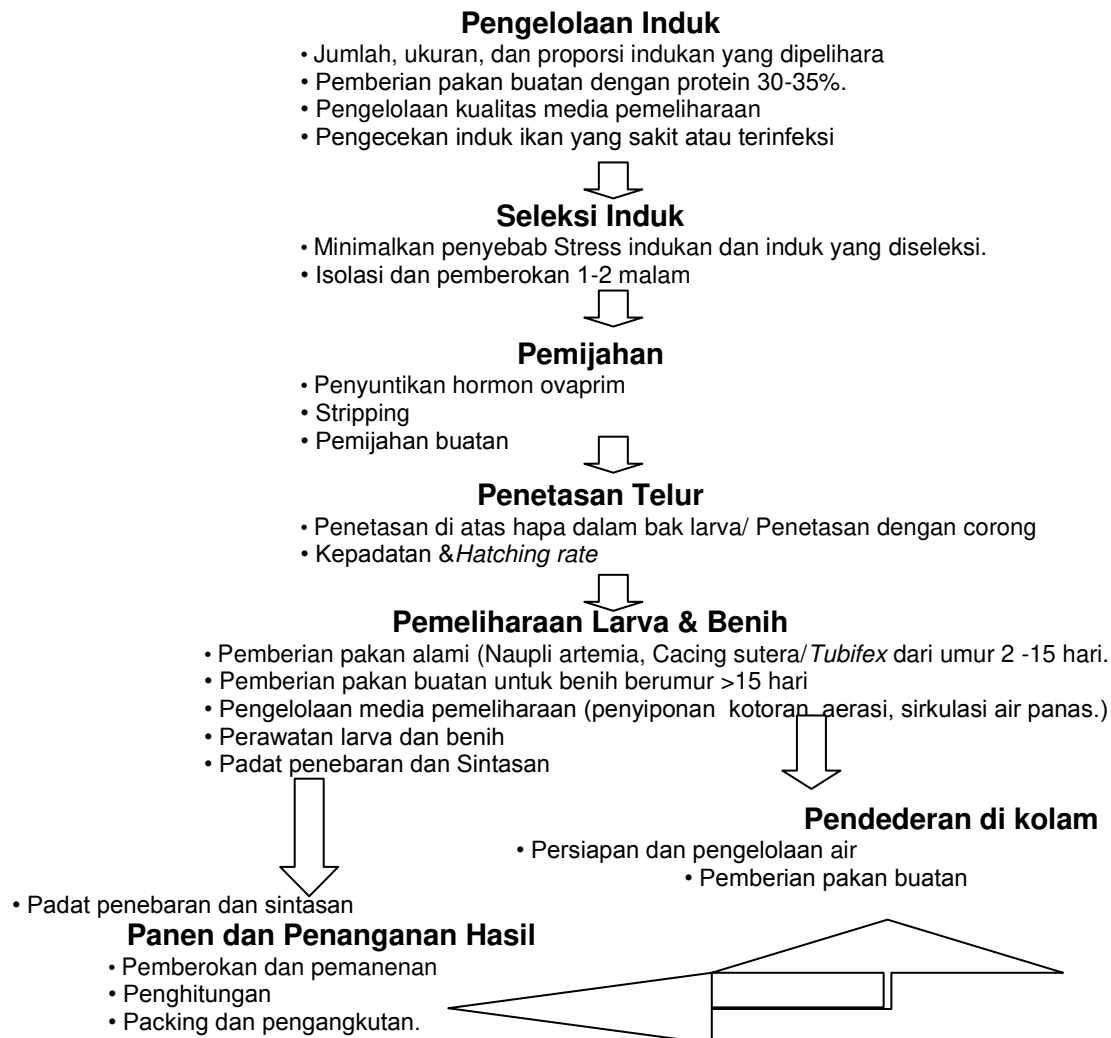 Pengelolaan Induk
• Jumlah, ukuran, dan proporsi indukan yang dipelihara
• Pemberian pakan buatan dengan protein 30-35%.
• Pengelolaan kualitas media pemeliharaan
• Pengecekan induk ikan yang sakit atau terinfeksi
Seleksi Induk
• Minimalkan penyebab Stress indukan dan induk yang diseleksi.
• Isolasi dan pemberokan 1-2 malam
Pemijahan
• Penyuntikan hormon ovaprim
• Stripping
• Pemijahan buatan
Penetasan Telur
• Penetasan di atas hapa dalam bak larva/ Penetasan dengan corong
• Kepadatan &Hatching rate
Pemeliharaan Larva & Benih
• Pemberian pakan alami (Naupli artemia, Cacing sutera/Tubifex dari umur 2 -15 hari.
• Pemberian pakan buatan untuk benih berumur >15 hari
• Pengelolaan media pemeliharaan (penyiponan kotoran, aerasi, sirkulasi air panas.)
• Perawatan larva dan benih
• Padat penebaran dan Sintasan
Pendederan di kolam
• Persiapan dan pengelolaan air
• Pemberian pakan buatan
• Padat penebaran dan sintasan
Panen dan Penanganan Hasil
• Pemberokan dan pemanenan
• Penghitungan
• Packing dan pengangkutan.